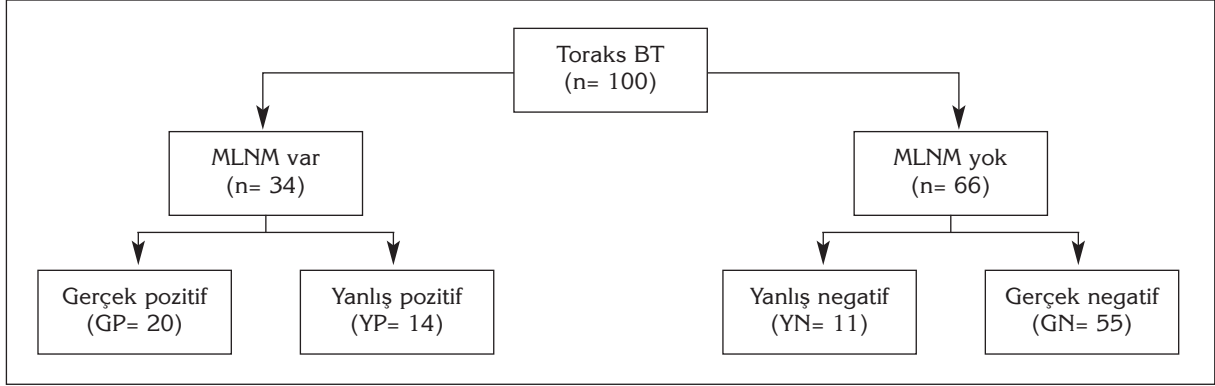 Toraks BT
(n= 100)
MLNM var
(n= 34)
MLNM yok
(n= 66)
Gerçek pozitif
(GP= 20)
Yanlış pozitif
(YP= 14)
Yanlış negatif
(YN= 11)
Gerçek negatif
(GN= 55)